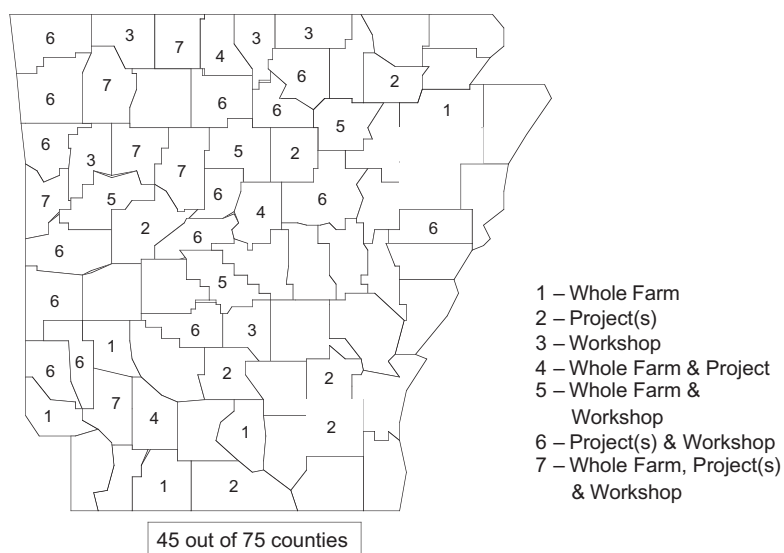 6 3 7 4 3 3
6 7 6 2
6 6 1
5
6 3 7 7 5 2
7 5 6 4 6
2 6 6
6
5
6
6 3
1
6 6 2 2
7
1 4 1 2
1 2
1 – Whole Farm
2 – Project(s)
3 – Workshop
4 – Whole Farm & Project
5 – Whole Farm &
Workshop
6 – Project(s) & Workshop
7 – Whole Farm, Project(s)
& Workshop
45 out of 75 counties